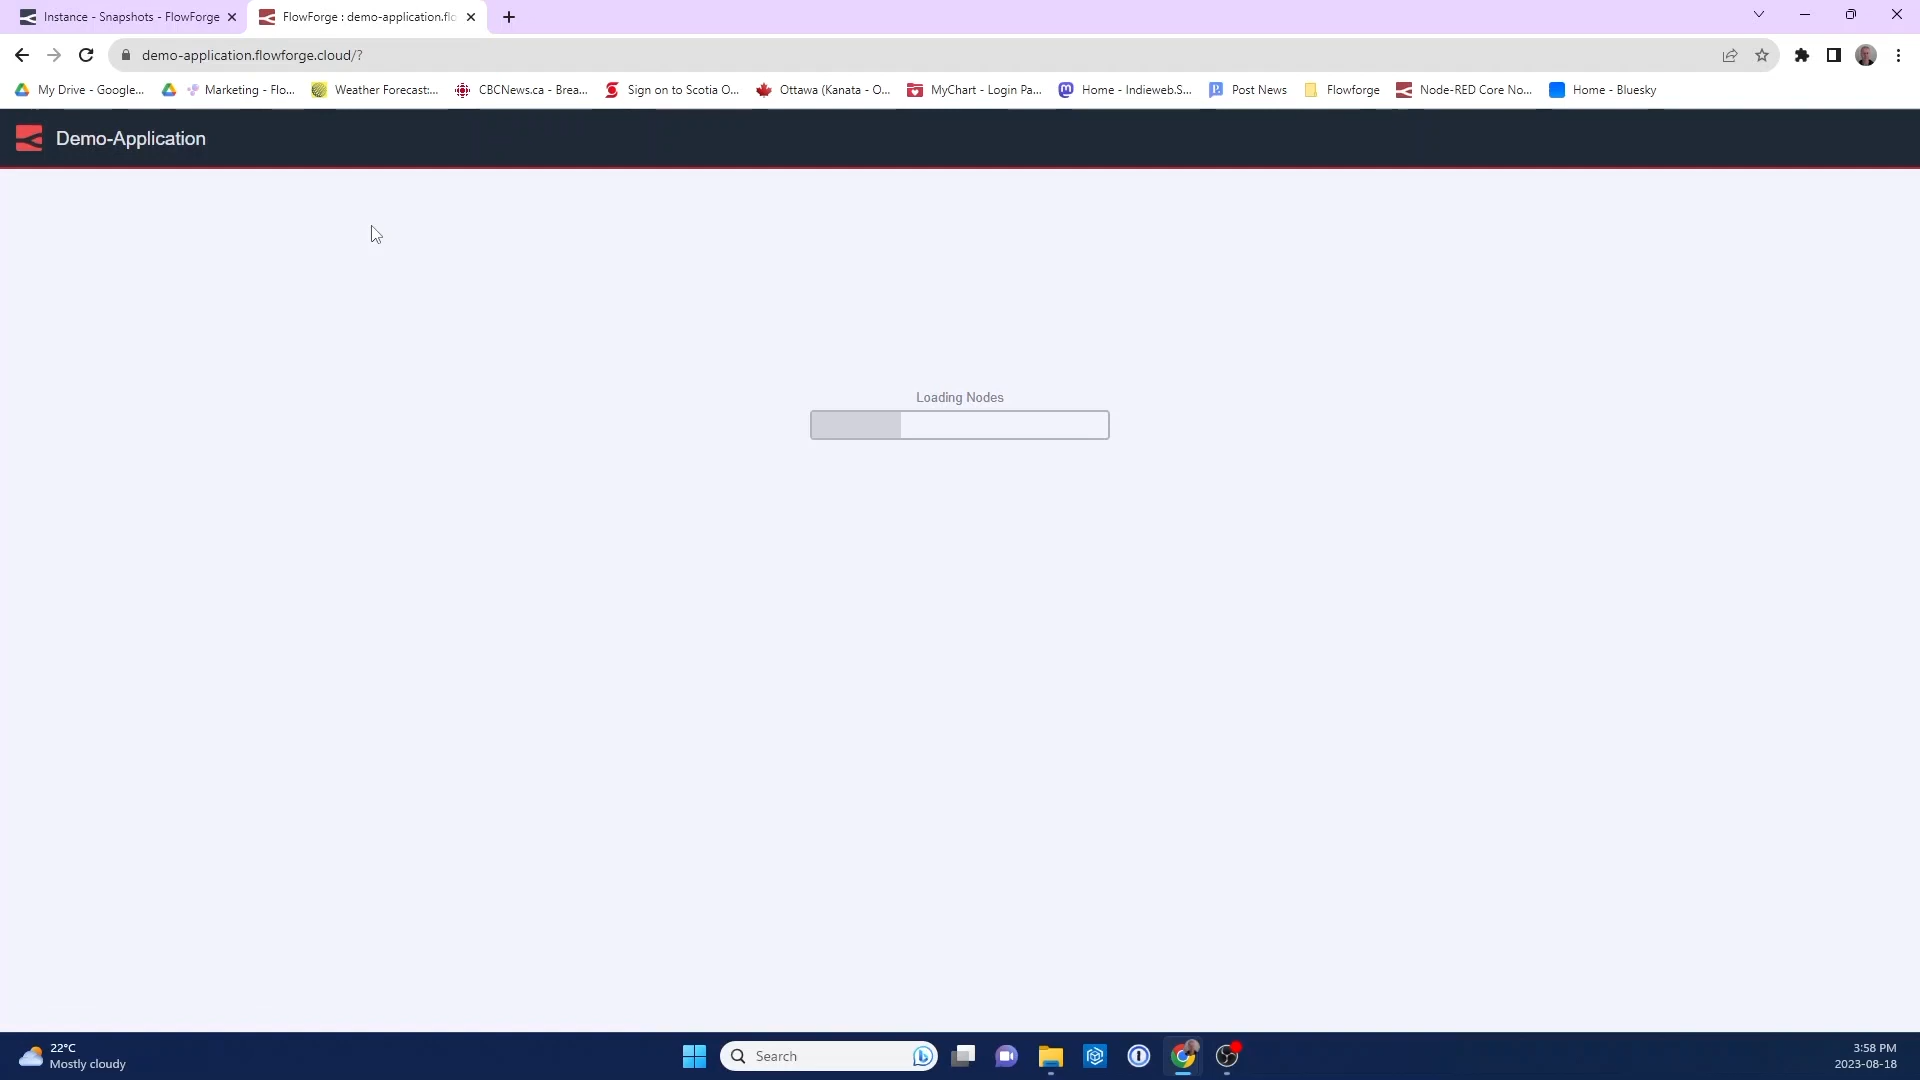 Instance - Snapshots - FlowForge
FlowForge : demo-application.flo
demo-application.flowforge.cloud/?
My Drive - Google...
Marketing - Flo...
Weather Forecast:...
CBCNews.ca - Brea...
Sign on to Scotia O...
Ottawa (Kanata - O...
MyChart - Login Pa...
Home - Indieweb.S...
Post News
Flowforge
Node-RED Core No...
Home - Bluesky
Demo-Application
Loading Nodes
22°C
Mostly cloudy
Search
3:58 PM
2023-08-18